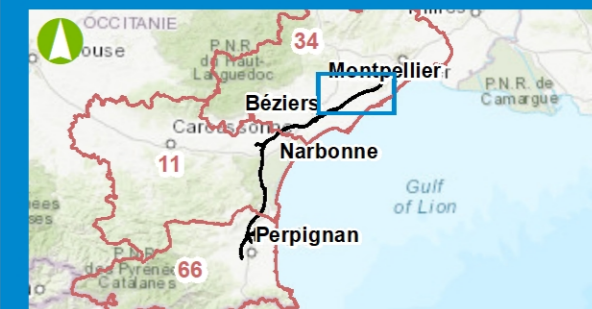 OCCITANIE
ouse
P.N.R.
du Haut-
Languedoc
34
Montpellier
P.N.R. de
Camargue
Béziers
Carcassonne
11
Narbonne
Gulf
of Lion
Perpignan
P.N.R.
des Pyrénées
Catalanes
66